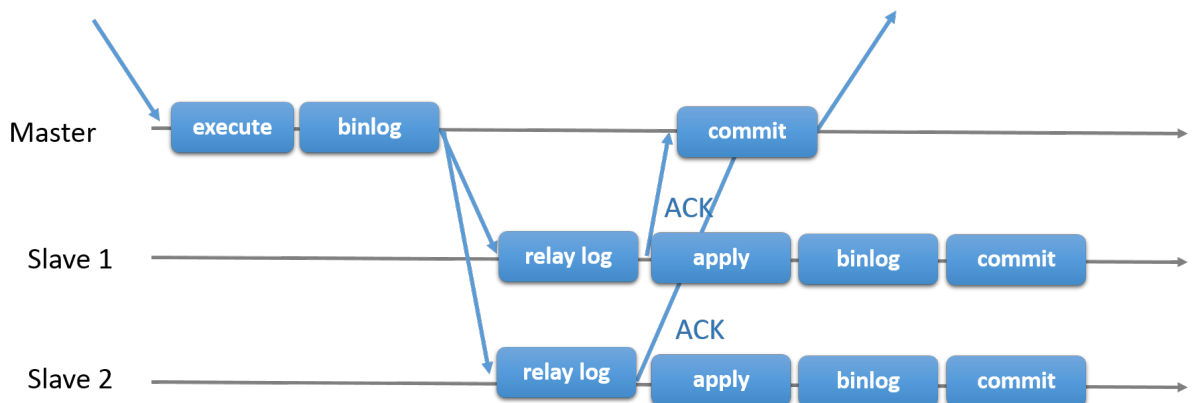 Master execute binlog commit
ACK
Slave 1 relay log apply binlog commit
ACK
Slave 2 relay log apply binlog commit